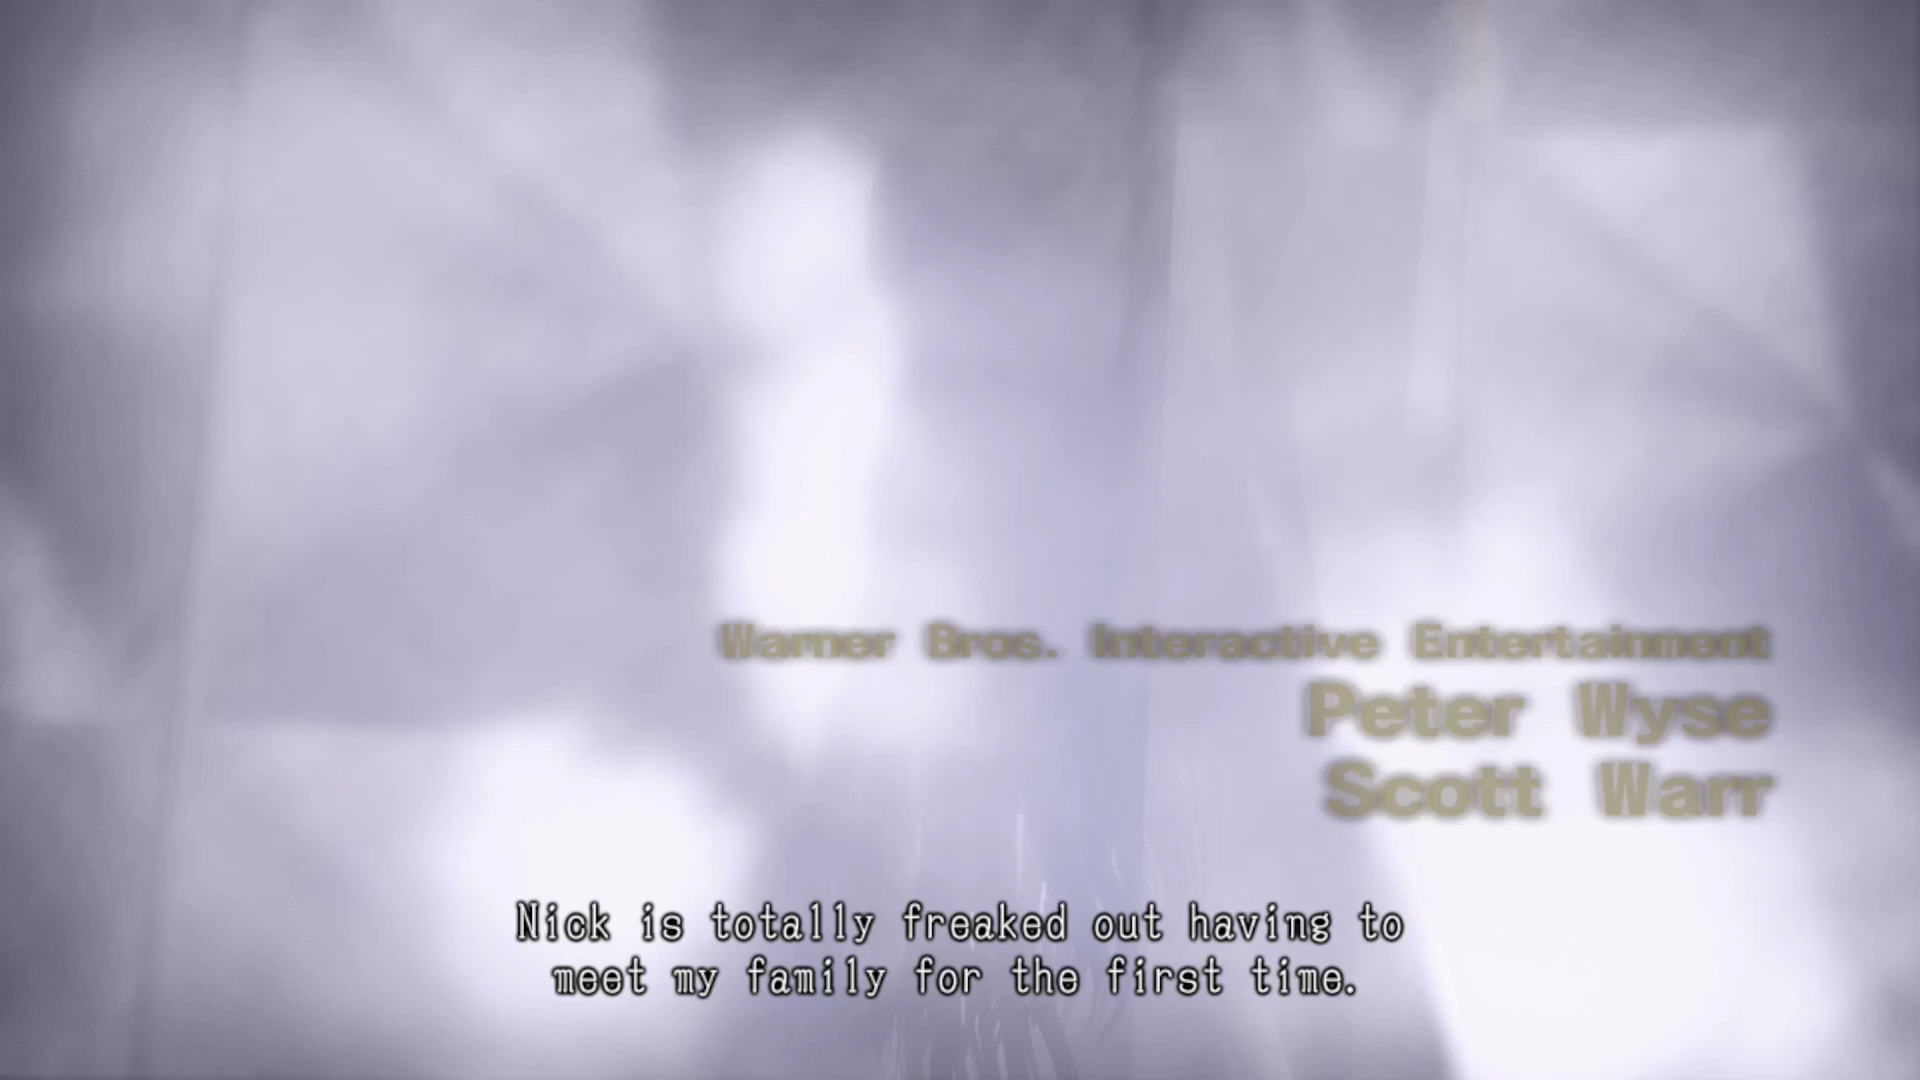 Warner Bros. Interactive Entertainment
Peter Wyse
Scott Warr
Nick is totally freaked out having to
meet my family for the first time.